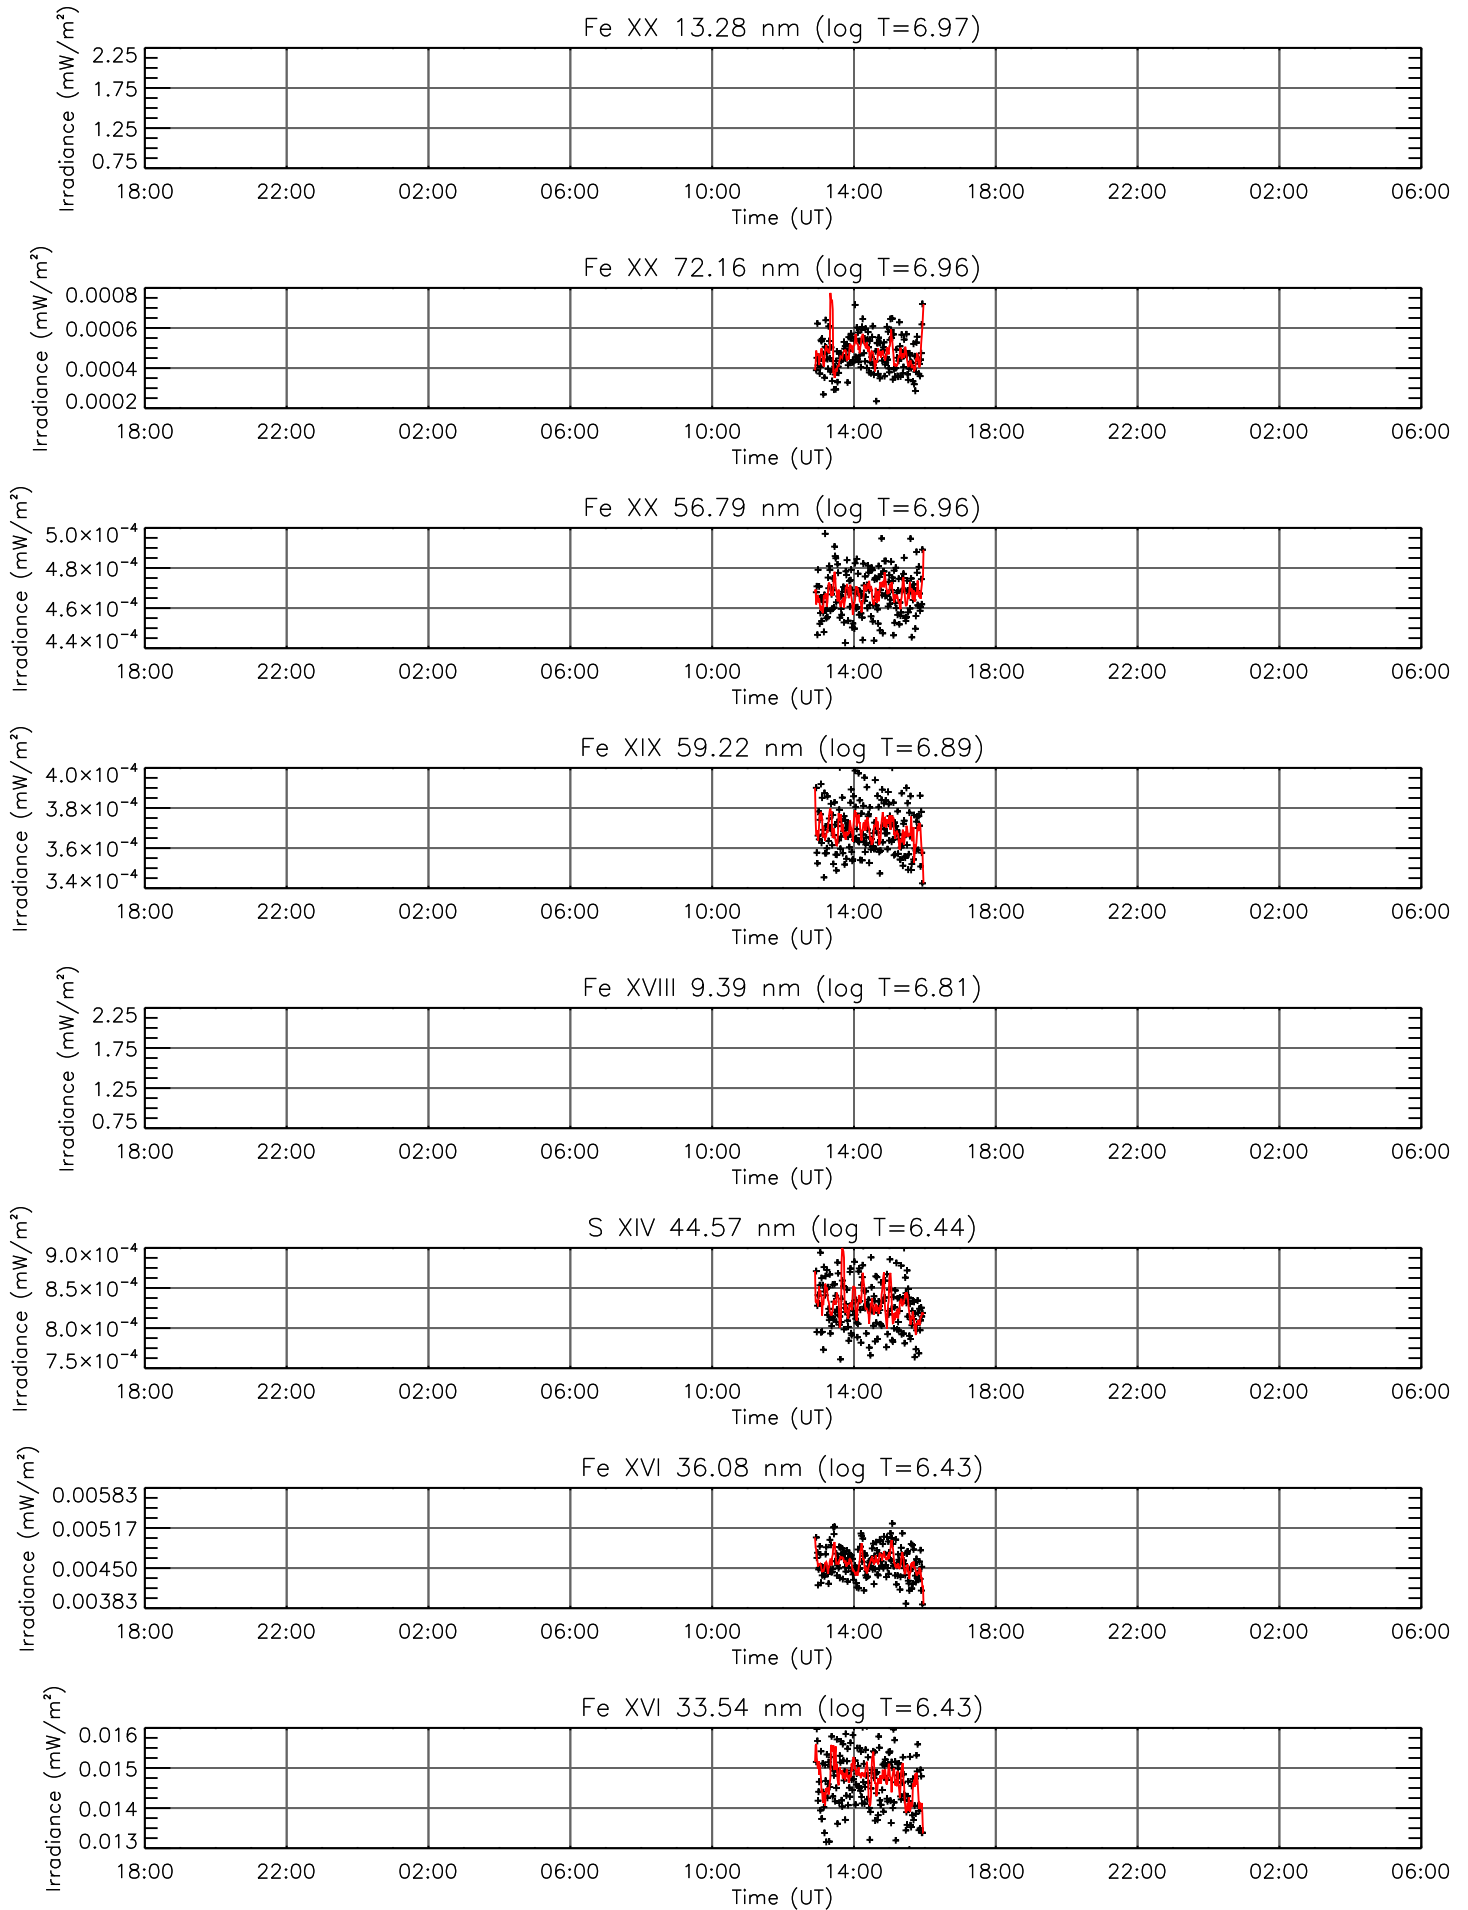 Fe XX 13.28 nm (log T=6.97)
Irradiance (mW/m²)
2.25
1.75
1.25
0.75
18:00 22:00 02:00 06:00 10:00 14:00 18:00 22:00 02:00 06:00
Time (UT)
Fe XX 72.16 nm (log T=6.96)
Irradiance (mW/m²)
0.0008
0.0006
0.0004
0.0002
18:00 22:00 02:00 06:00 10:00 14:00 18:00 22:00 02:00 06:00
Time (UT)
Fe XX 56.79 nm (log T=6.96)
Irradiance (mW/m²)
5.0×10⁻⁴
4.8×10⁻⁴
4.6×10⁻⁴
4.4×10⁻⁴
18:00 22:00 02:00 06:00 10:00 14:00 18:00 22:00 02:00 06:00
Time (UT)
Fe XIX 59.22 nm (log T=6.89)
Irradiance (mW/m²)
4.0×10⁻⁴
3.8×10⁻⁴
3.6×10⁻⁴
3.4×10⁻⁴
18:00 22:00 02:00 06:00 10:00 14:00 18:00 22:00 02:00 06:00
Time (UT)
Fe XVIII 9.39 nm (log T=6.81)
Irradiance (mW/m²)
2.25
1.75
1.25
0.75
18:00 22:00 02:00 06:00 10:00 14:00 18:00 22:00 02:00 06:00
Time (UT)
S XIV 44.57 nm (log T=6.44)
Irradiance (mW/m²)
9.0×10⁻⁴
8.5×10⁻⁴
8.0×10⁻⁴
7.5×10⁻⁴
18:00 22:00 02:00 06:00 10:00 14:00 18:00 22:00 02:00 06:00
Time (UT)
Fe XVI 36.08 nm (log T=6.43)
Irradiance (mW/m²)
0.00583
0.00517
0.00450
0.00383
18:00 22:00 02:00 06:00 10:00 14:00 18:00 22:00 02:00 06:00
Time (UT)
Fe XVI 33.54 nm (log T=6.43)
Irradiance (mW/m²)
0.016
0.015
0.014
0.013
18:00 22:00 02:00 06:00 10:00 14:00 18:00 22:00 02:00 06:00
Time (UT)